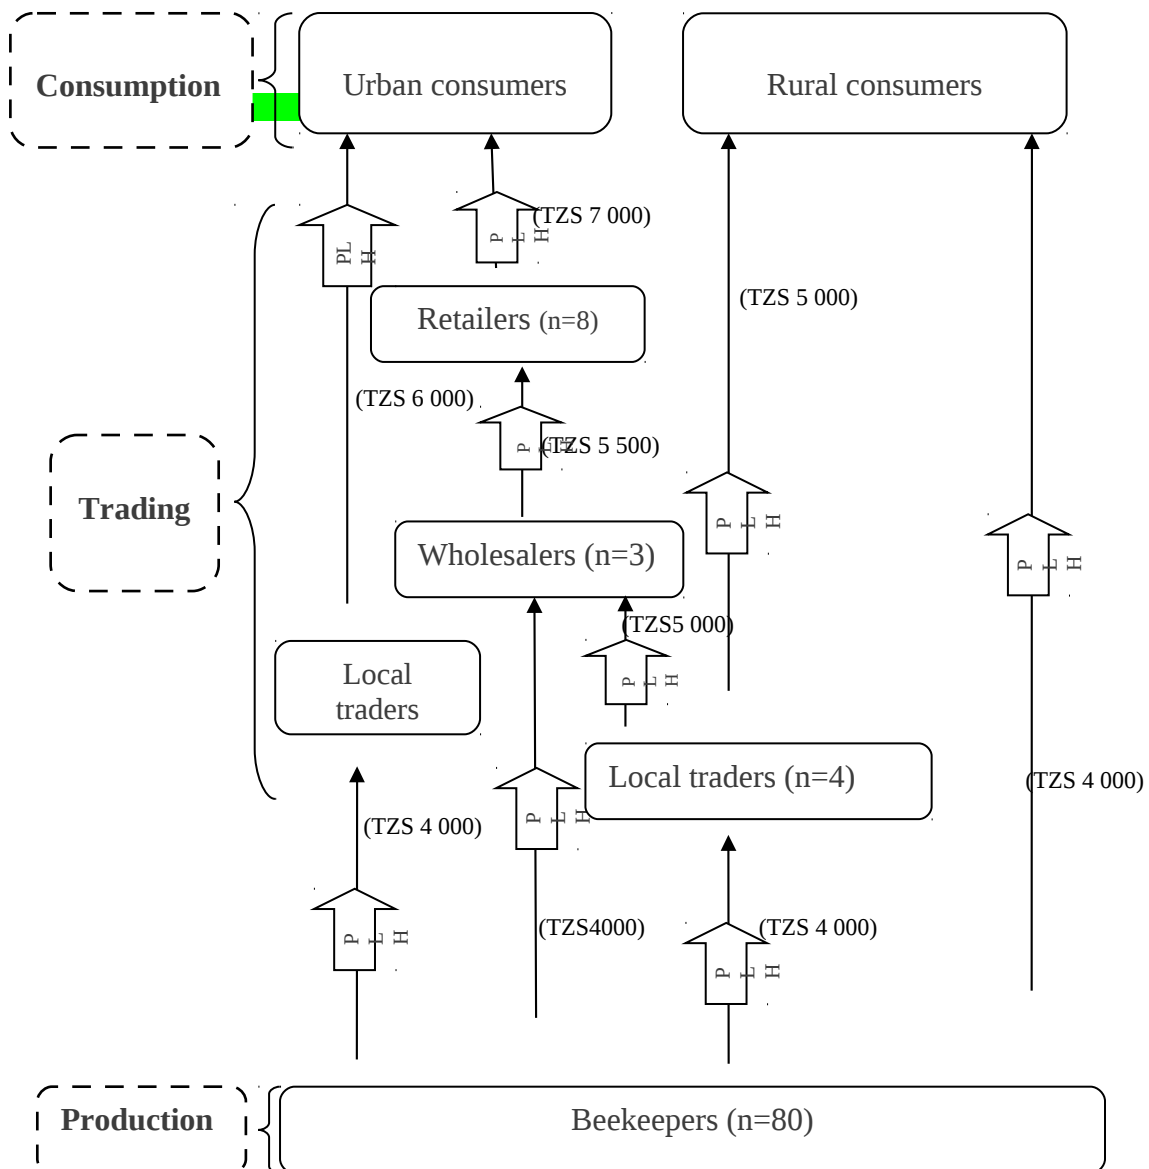 Consumption
Urban consumers
Rural consumers
P L H
(TZS 7 000)
PL H
(TZS 5 000)
Retailers (n=8)
(TZS 6 000)
P L H
(TZS 5 500)
Trading
P L H
P L H
Wholesalers (n=3)
(TZS5 000)
P L H
Local
traders
Local traders (n=4)
(TZS 4 000)
P L H
(TZS 4 000)
P L H
(TZS4000)
(TZS 4 000)
P L H
Production
Beekeepers (n=80)